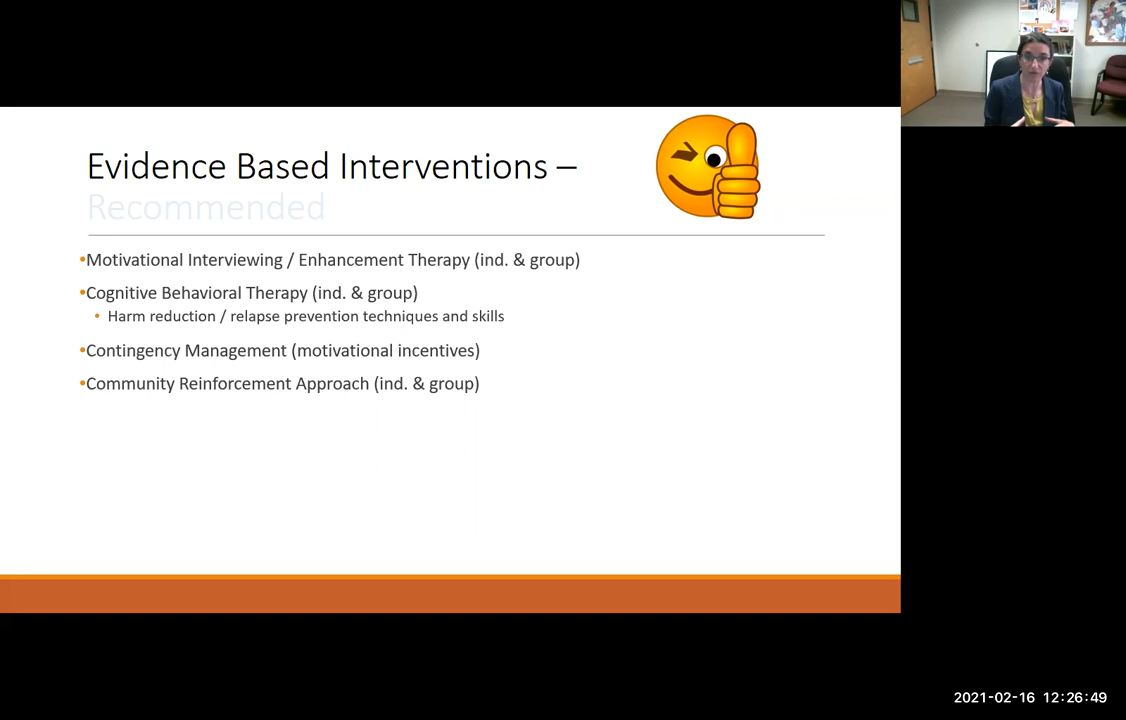 Evidence Based Interventions –
Recommended
•Motivational Interviewing / Enhancement Therapy (ind. & group)
•Cognitive Behavioral Therapy (ind. & group)
• Harm reduction / relapse prevention techniques and skills
•Contingency Management (motivational incentives)
•Community Reinforcement Approach (ind. & group)
2021-02-16 12:26:49